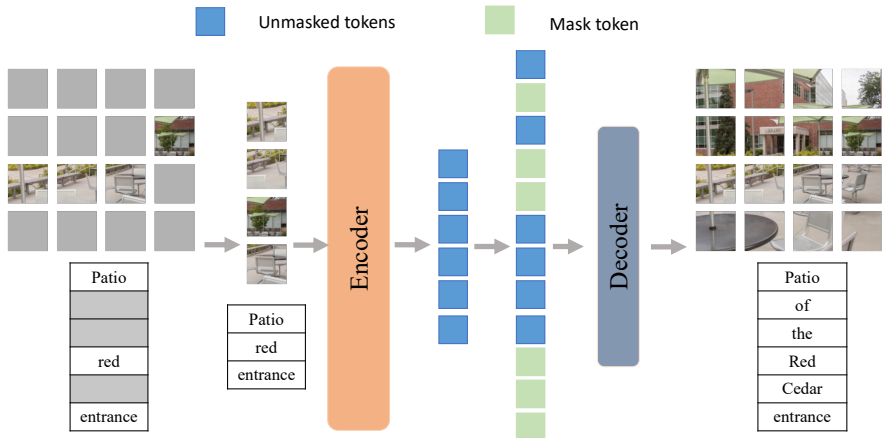 Unmasked tokens
Mask token
Patio
red
entrance
Patio
red
entrance
Encoder
Decoder
Patio
of
the
Red
Cedar
entrance